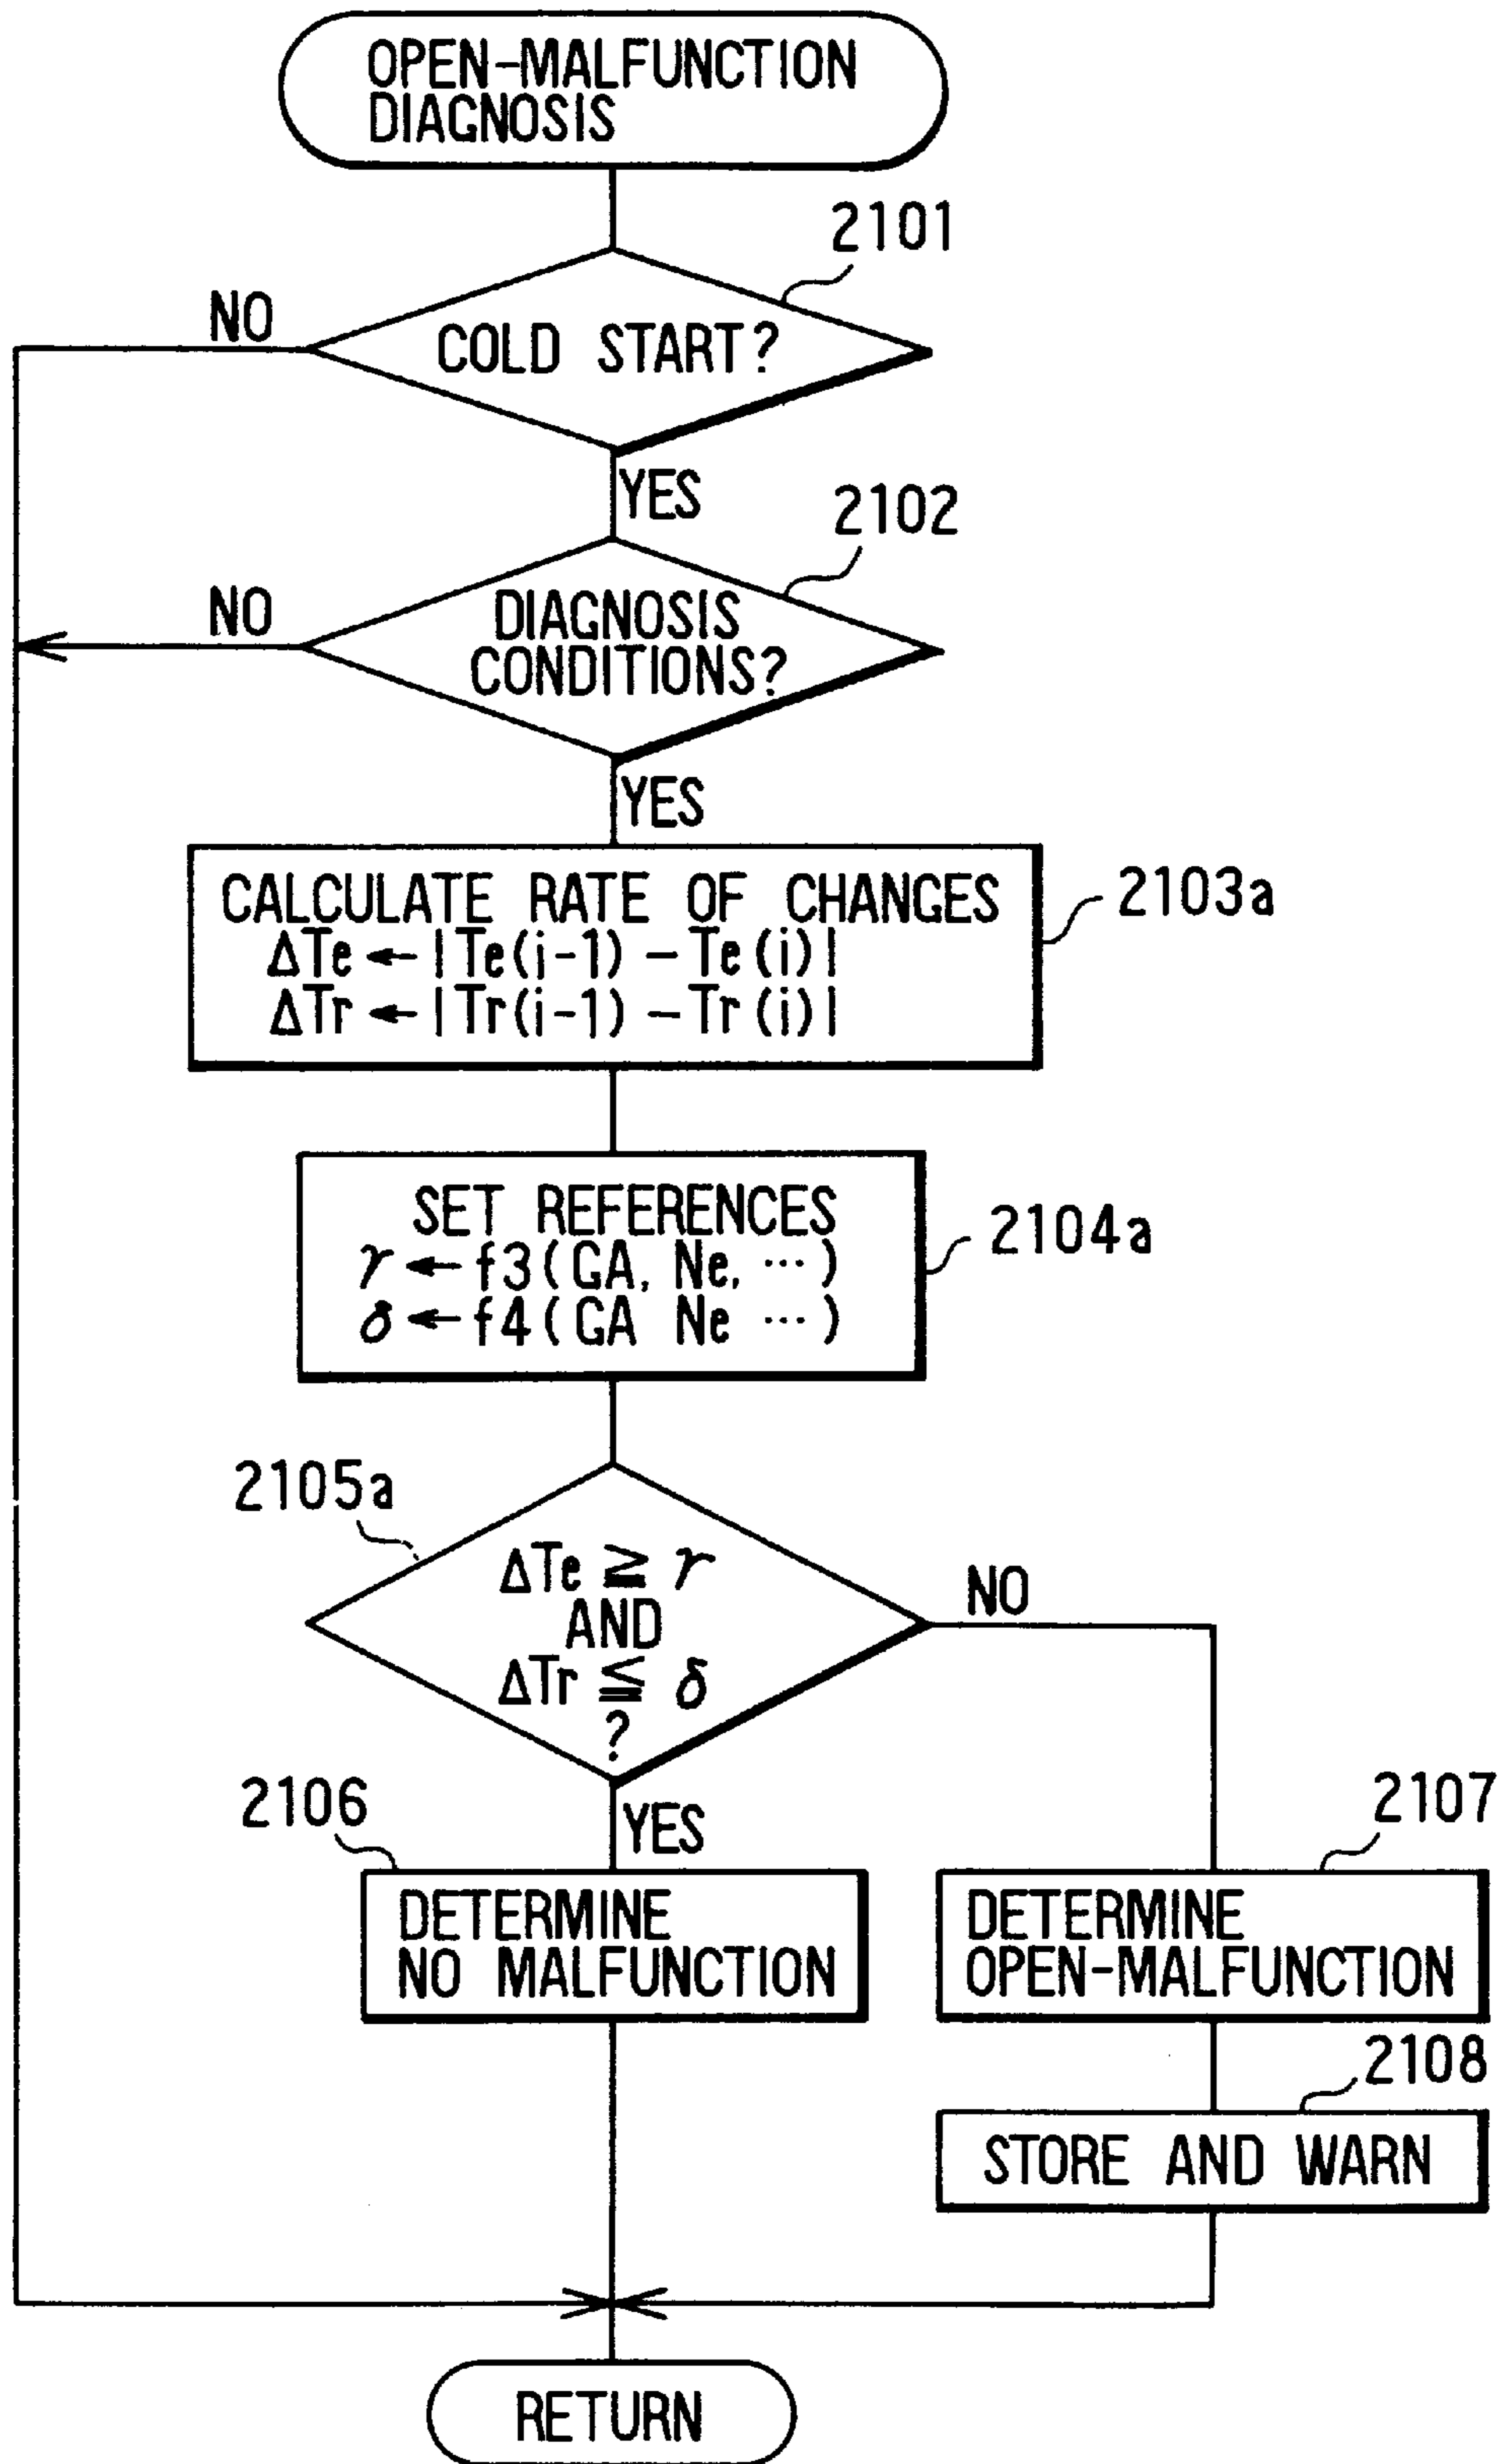 OPEN-MALFUNCTION
DIAGNOSIS
2101
NO
COLD START?
YES
2102
NO
DIAGNOSIS
CONDITIONS?
YES
2103a
CALCULATE RATE OF CHANGES
ΔTe ← |Te(i-1) - Te(i)|
ΔTr ← |Tr(i-1) - Tr(i)|
2104a
SET REFERENCES
γ ← f3(GA, Ne, ···)
δ ← f4(GA Ne ···)
2105a
ΔTe ≧ γ
AND
ΔTr ≦ δ
?
NO
YES
2106
DETERMINE
NO MALFUNCTION
2107
DETERMINE
OPEN-MALFUNCTION
2108
STORE AND WARN
RETURN